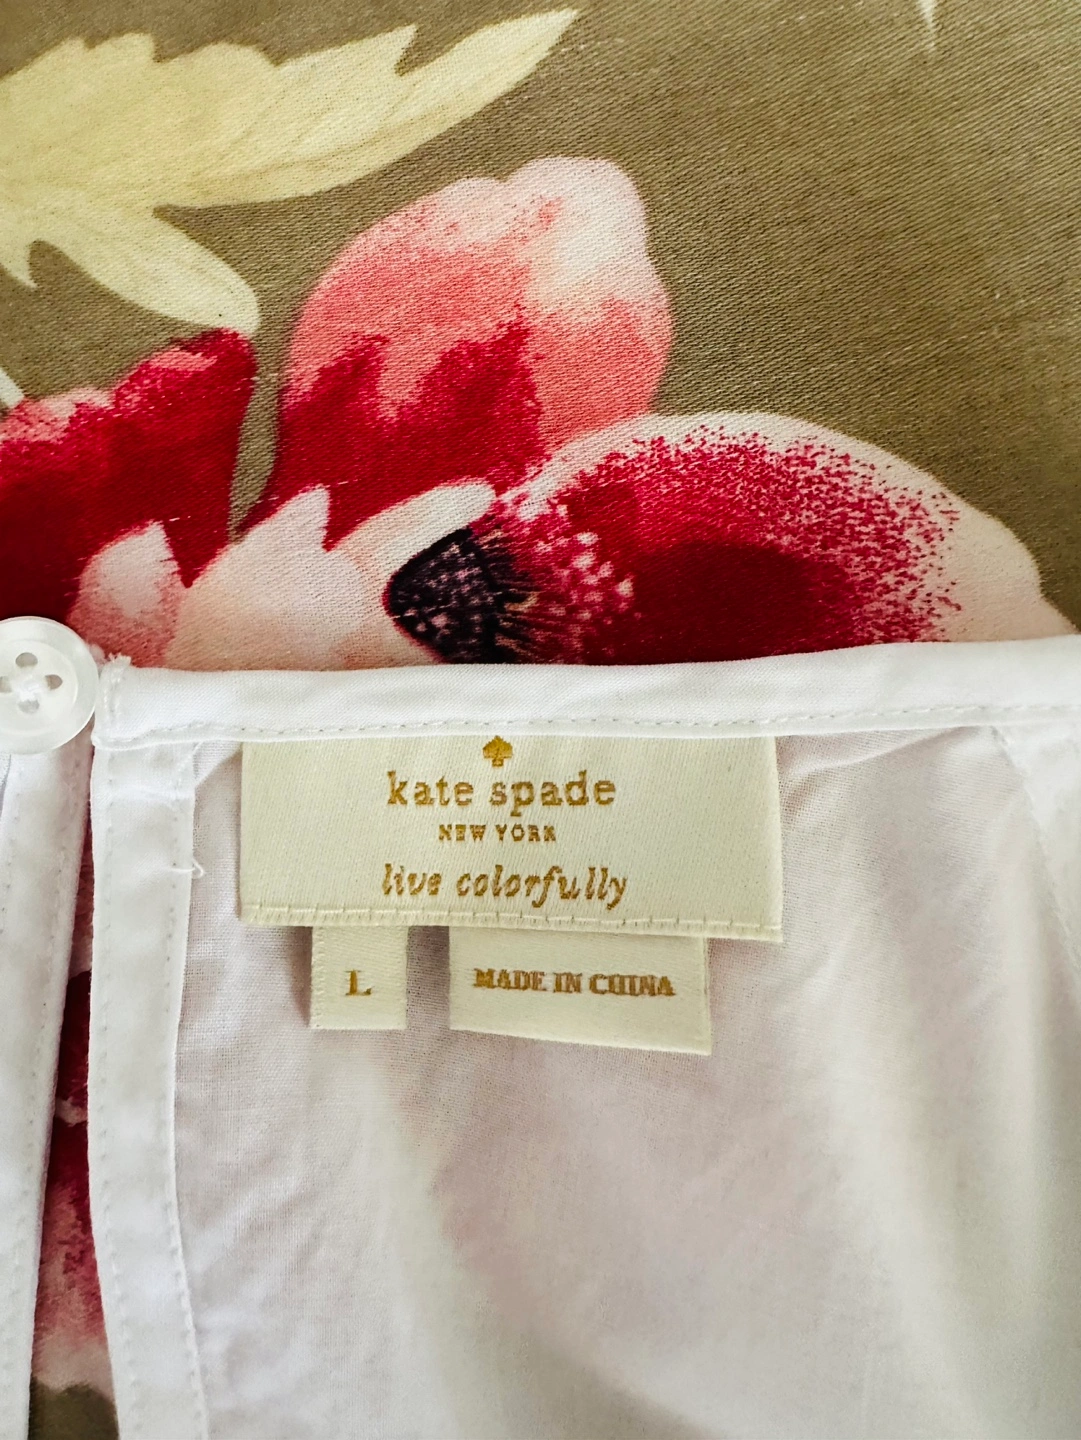 kate spade
NEW YORK
live colorfully
L
MADE IN CHINA